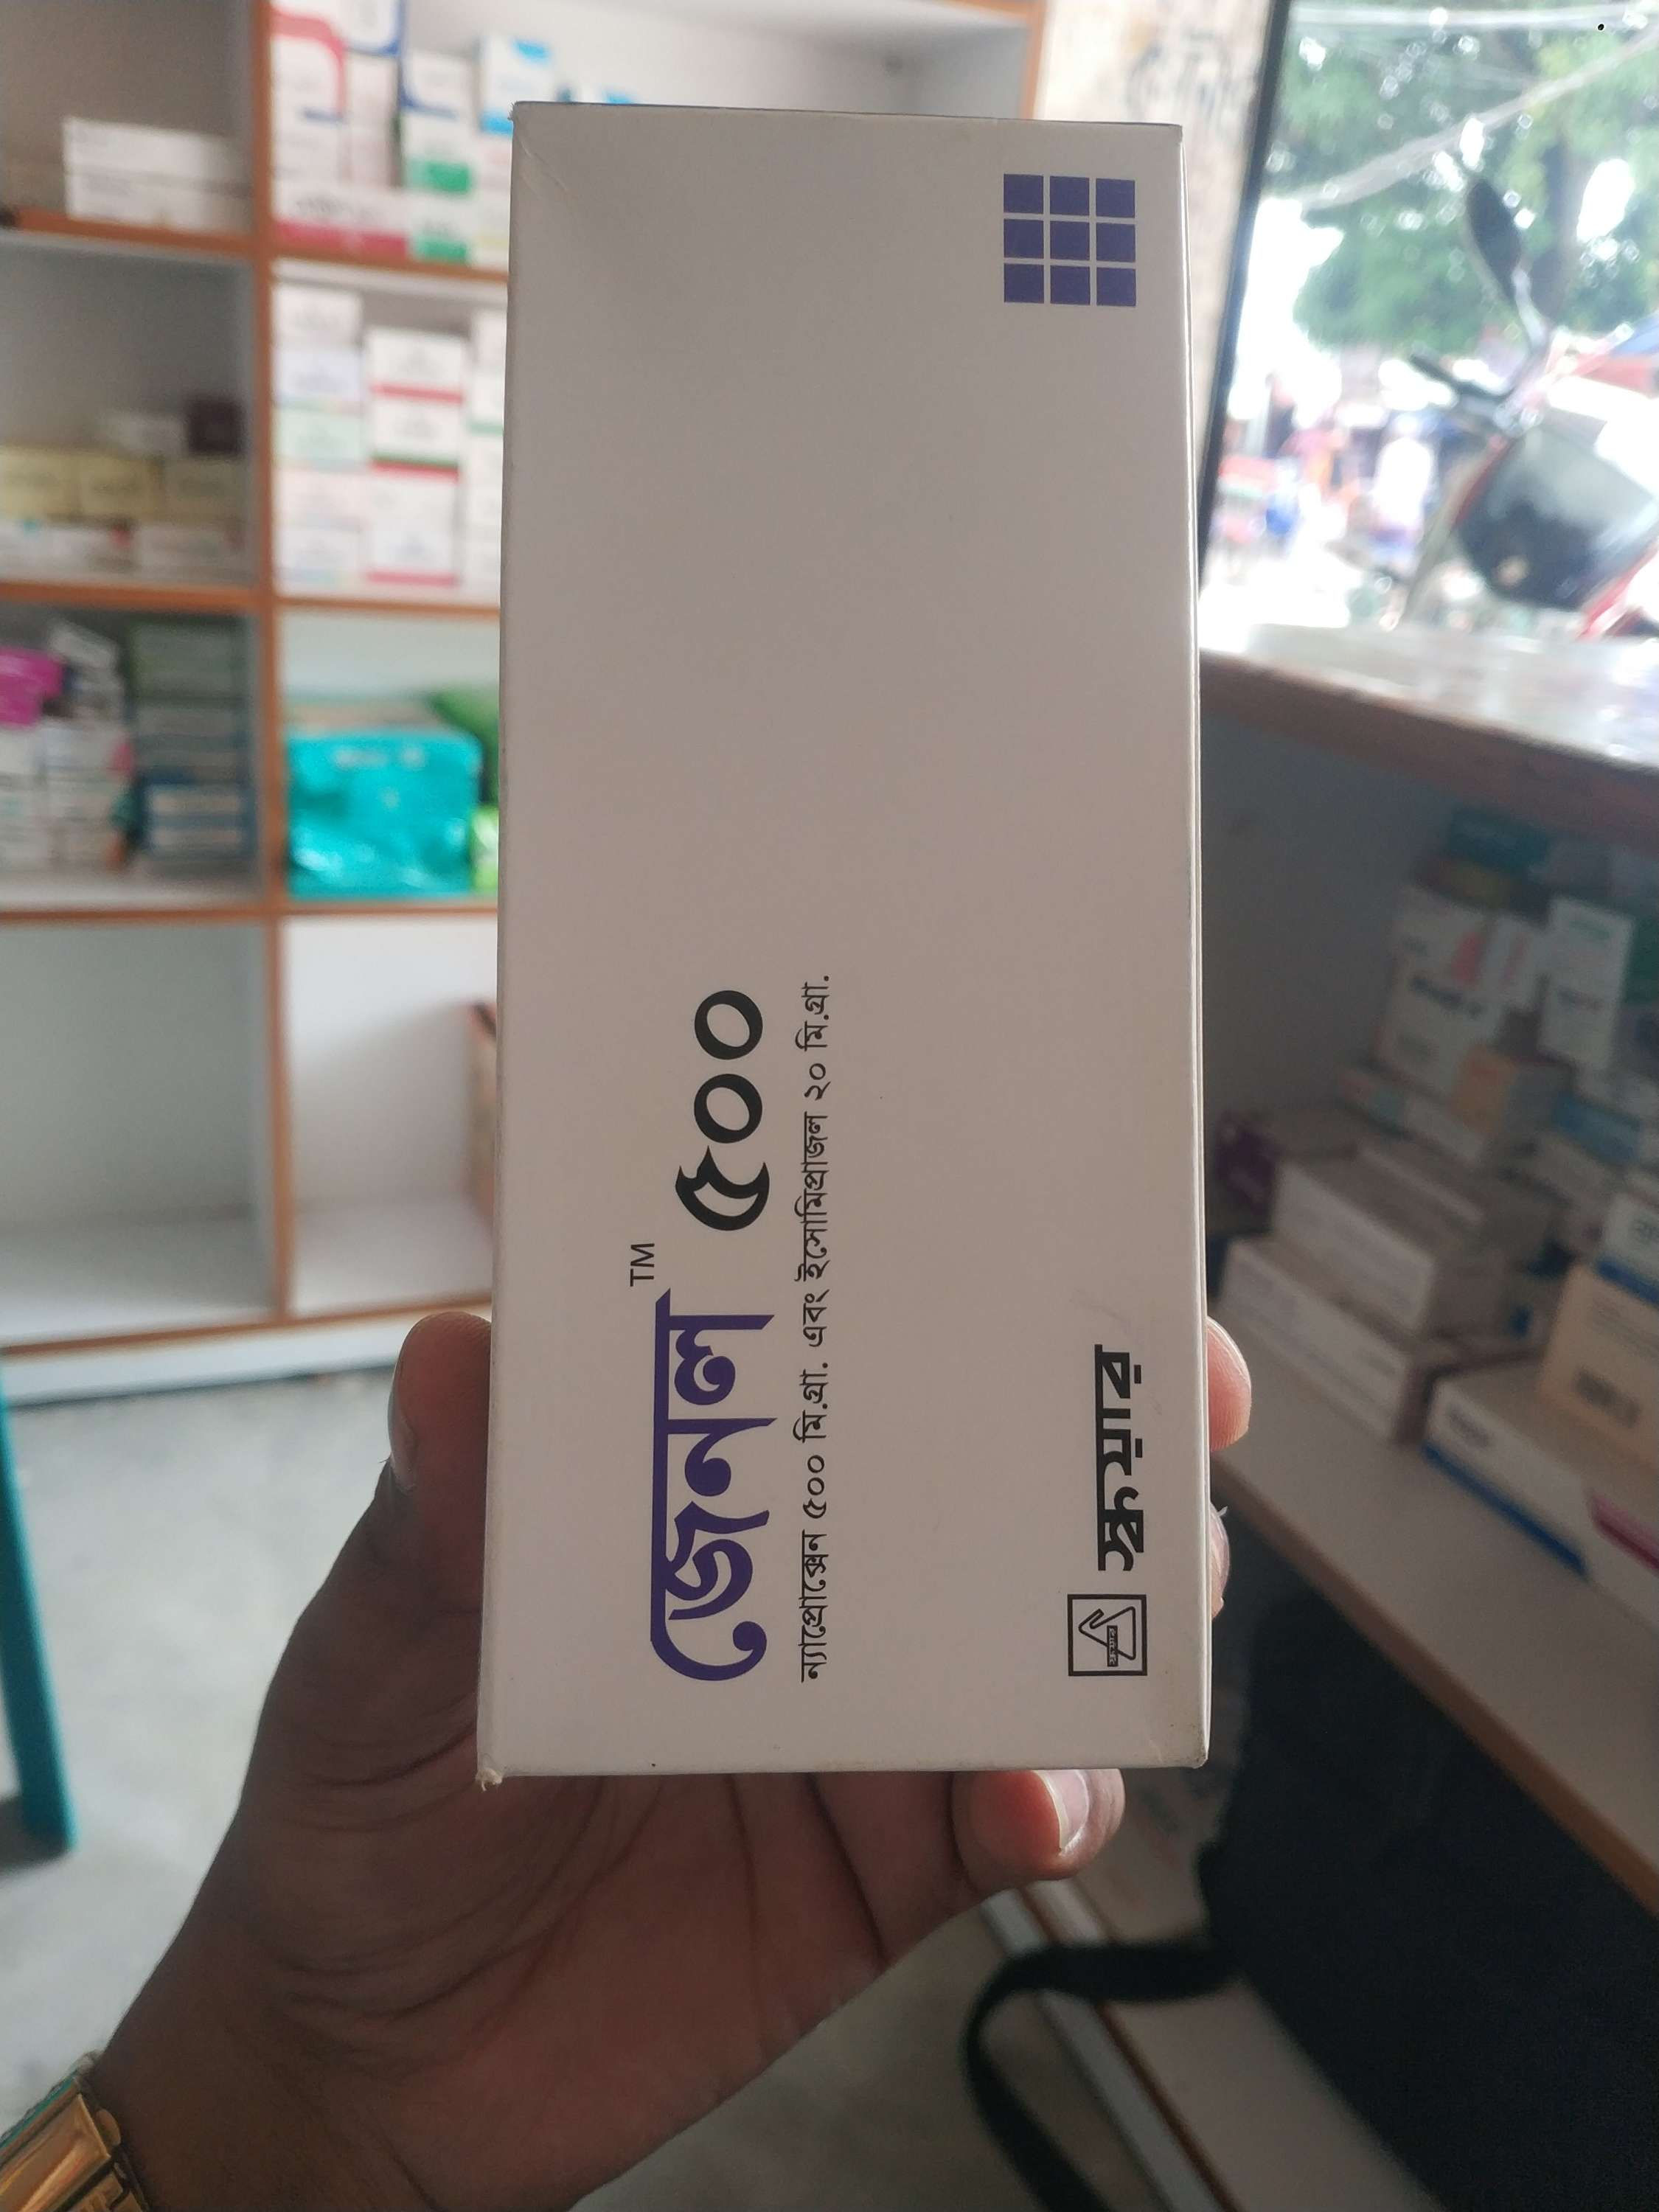 জেনল™ ৫০০
ন্যাপ্রোক্সেন ৫০০ মি.গ্রা. এবং ইসোমিপ্রাজল ২০ মি.গ্রা.
স্কয়ার